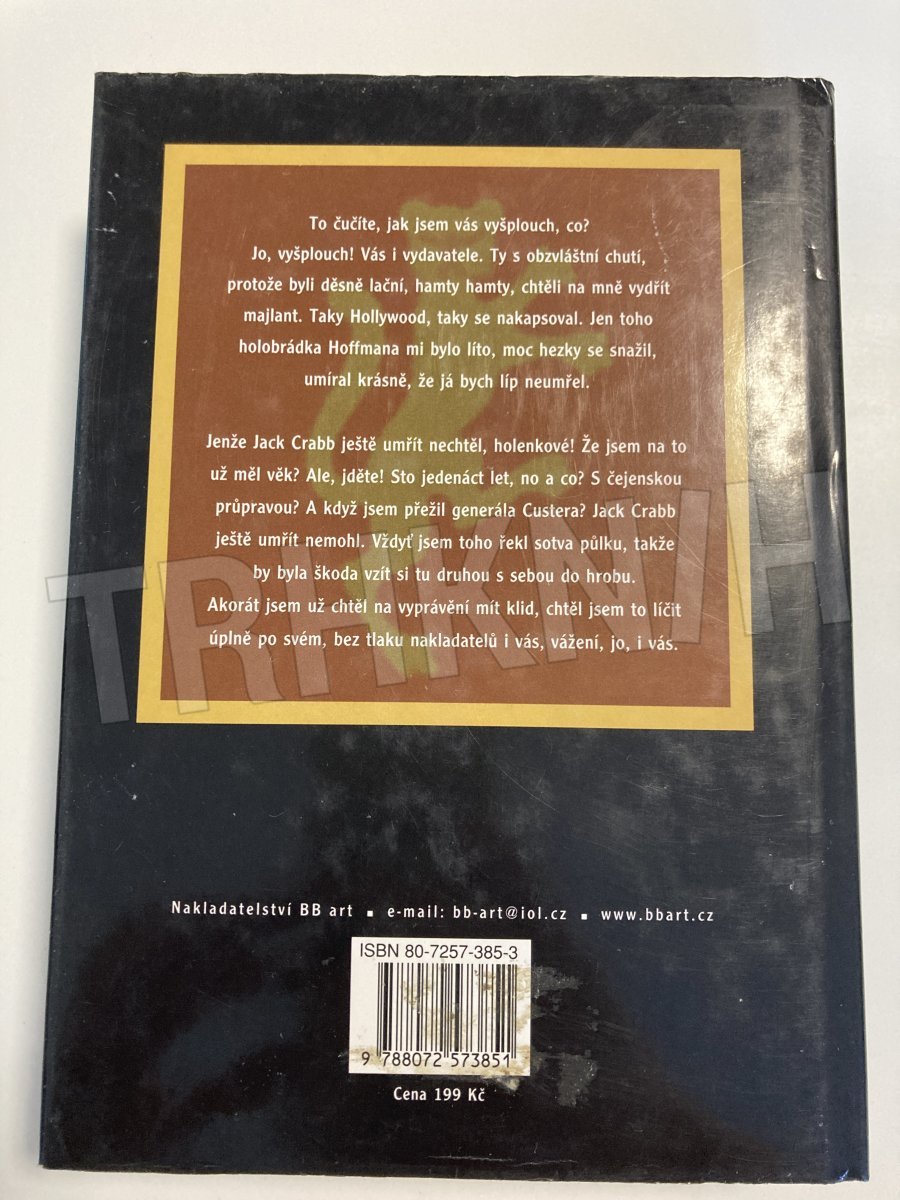 To čučíte, jak jsem vás vyšplouch, co?
Jo, vyšplouch! Vás i vydavatele. Ty s obzvláštní chutí,
protože byli děsně lační, hamty hamty, chtěli na mně vydřít
majlant. Taky Hollywood, taky se nakapsoval. Jen toho
holobrádka Hoffmana mi bylo líto, moc hezky se snažil,
umíral krásně, že já bych líp neumřel.
Jenže Jack Crabb ještě umřít nechtěl, holenkové! Že jsem na to
už měl věk? Ale, jděte! Sto jedenáct let, no a co? S čejenskou
průpravou? A když jsem přežil generála Custera? Jack Crabb
ještě umřít nemohl. Vždyť jsem toho řekl sotva půlku, takže
by byla škoda vzít si tu druhou s sebou do hrobu.
Akorát jsem už chtěl na vyprávění mít klid, chtěl jsem to líčit
úplně po svém, bez tlaku nakladatelů i vás, vážení, jo, i vás.
TRHKNIH
Nakladatelství BB art ■ e-mail: bb-art@iol.cz ■ www.bbart.cz
ISBN 80-7257-385-3
9 788072 573851
Cena 199 Kč